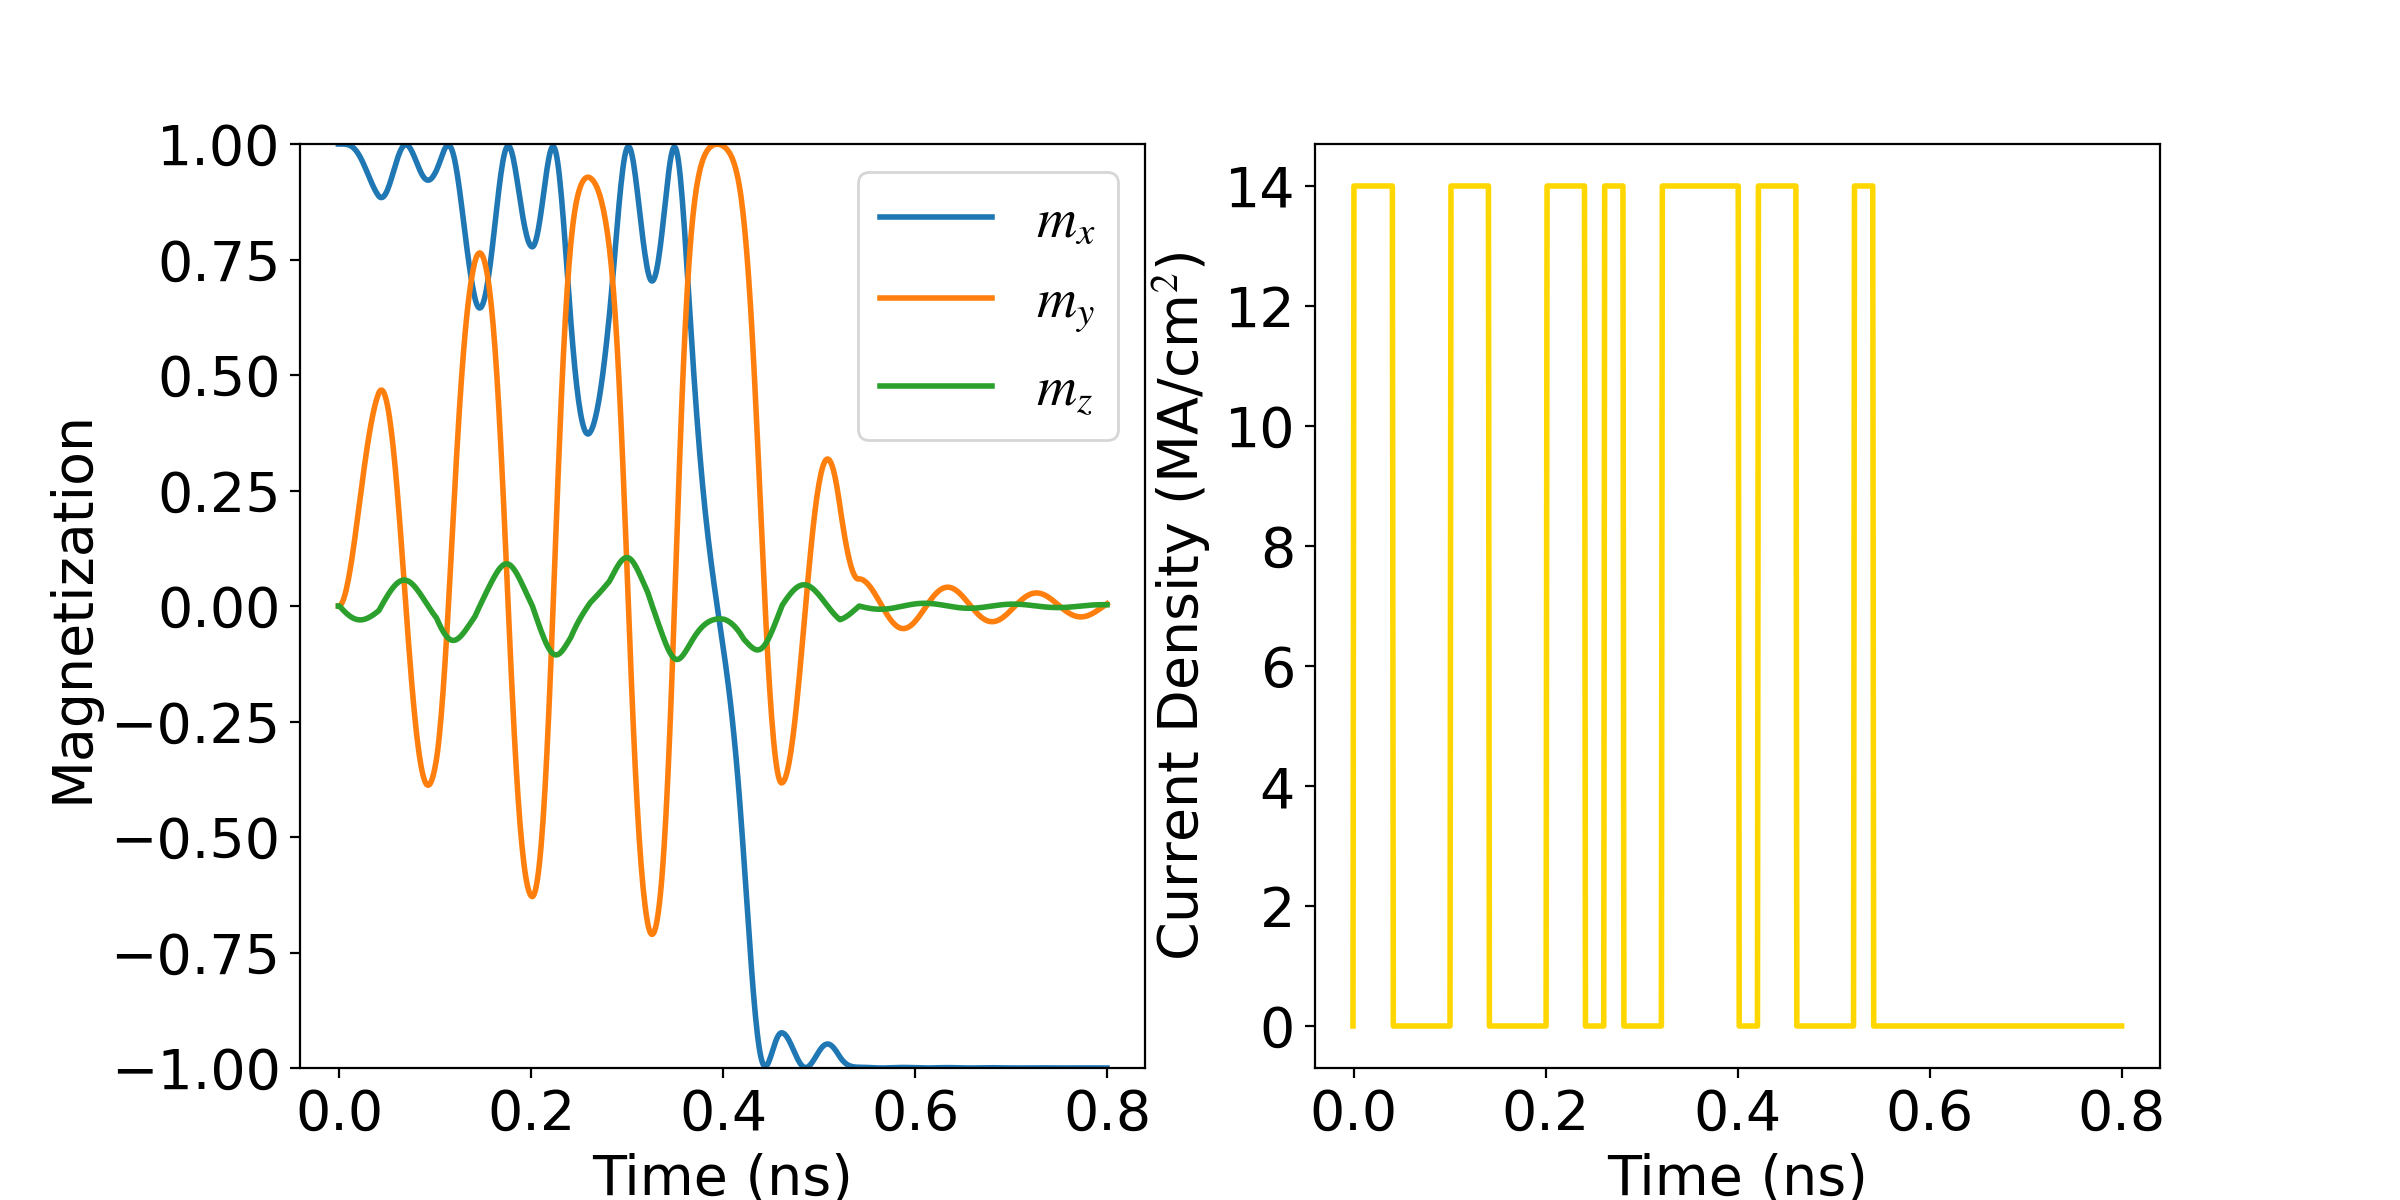 Magnetization
1.00
0.75
0.50
0.25
0.00
−0.25
−0.50
−0.75
−1.00
0.0 0.2 0.4 0.6 0.8
Time (ns)
m_x
m_y
m_z
Current Density (MA/cm²)
14
12
10
8
6
4
2
0
0.0 0.2 0.4 0.6 0.8
Time (ns)